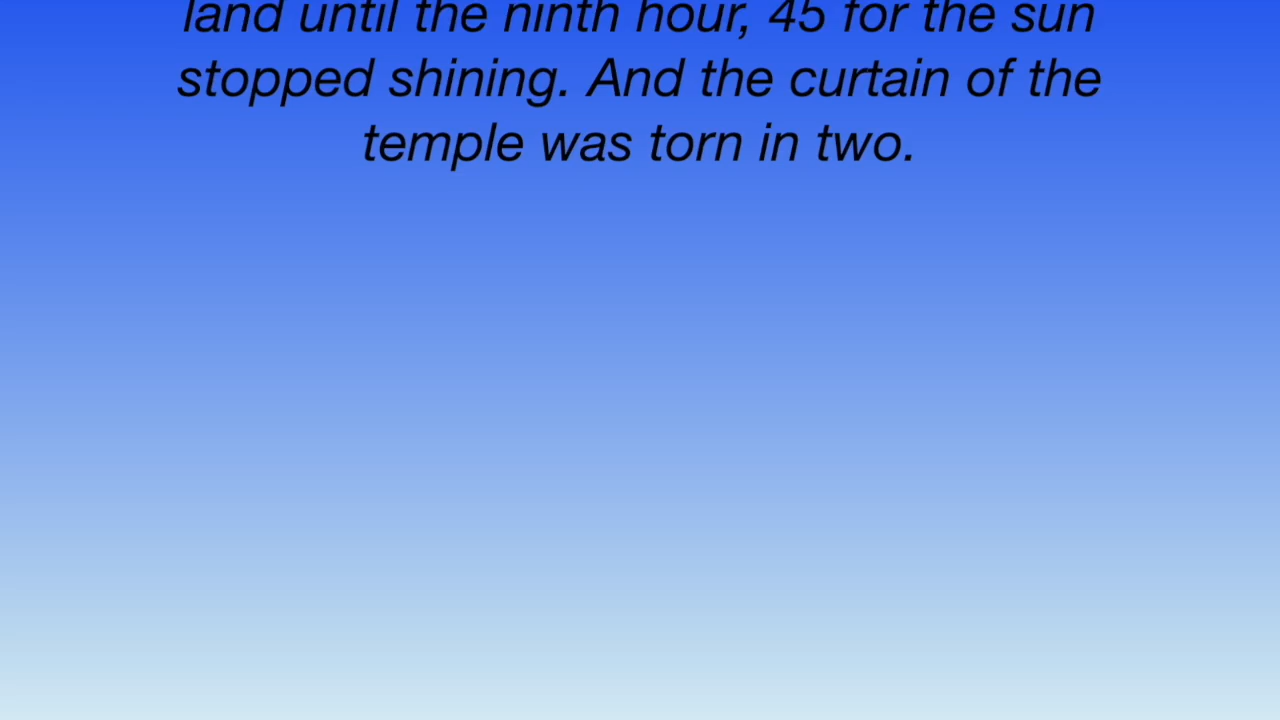 land until the ninth hour, 45 for the sun
stopped shining. And the curtain of the
temple was torn in two.